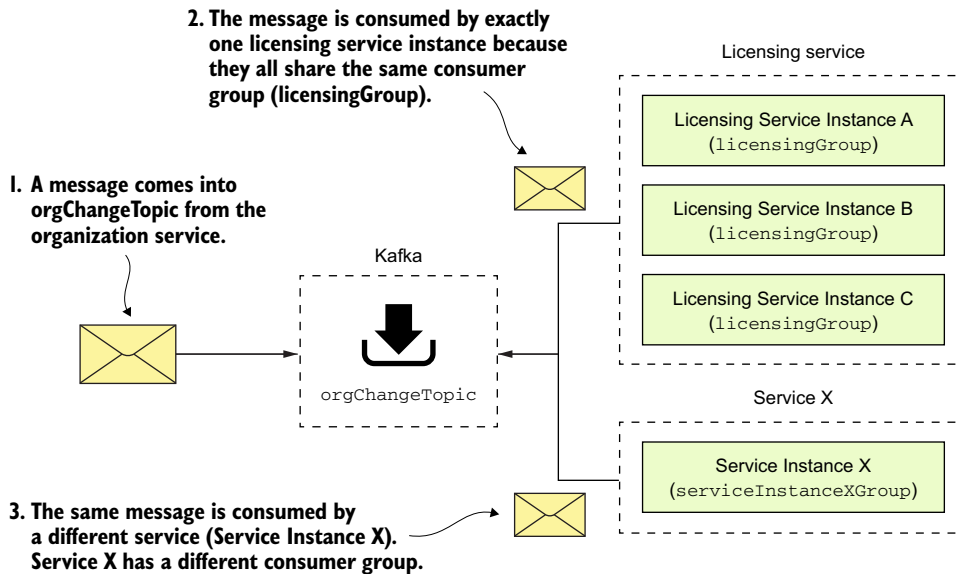 2. The message is consumed by exactly
one licensing service instance because
they all share the same consumer
group (licensingGroup).
Licensing service
Licensing Service Instance A
(licensingGroup)
1. A message comes into
orgChangeTopic from the
organization service.
Licensing Service Instance B
(licensingGroup)
Kafka
Licensing Service Instance C
(licensingGroup)
orgChangeTopic
Service X
Service Instance X
(serviceInstanceXGroup)
3. The same message is consumed by
a different service (Service Instance X).
Service X has a different consumer group.